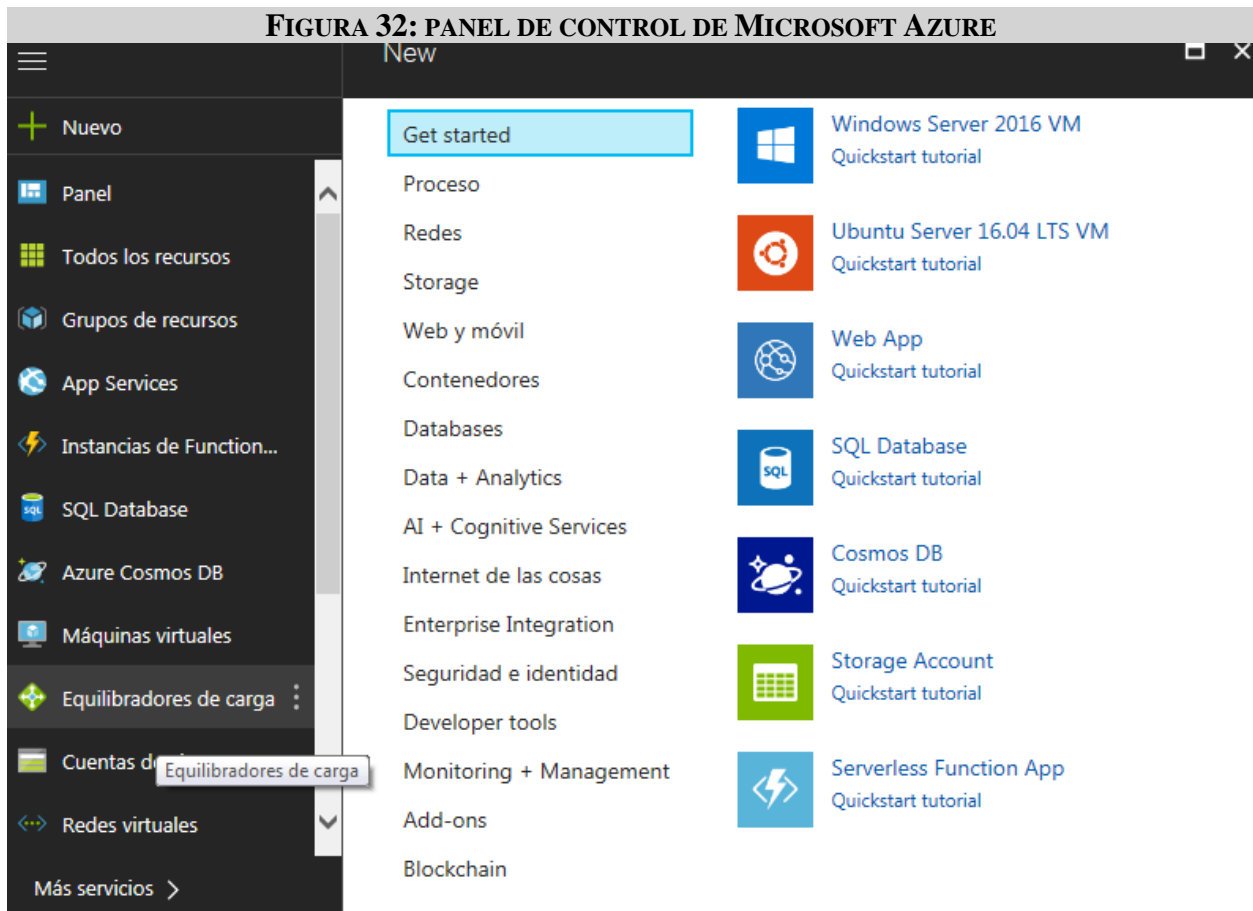 FIGURA 32: PANEL DE CONTROL DE MICROSOFT AZURE
New
Nuevo
Panel
Todos los recursos
Grupos de recursos
App Services
Instancias de Function...
SQL Database
Azure Cosmos DB
Máquinas virtuales
Equilibradores de carga
Cuentas d
Equilibradores de carga
Redes virtuales
Más servicios
Get started
Proceso
Redes
Storage
Web y móvil
Contenedores
Databases
Data + Analytics
AI + Cognitive Services
Internet de las cosas
Enterprise Integration
Seguridad e identidad
Developer tools
Monitoring + Management
Add-ons
Blockchain
Windows Server 2016 VM
Quickstart tutorial
Ubuntu Server 16.04 LTS VM
Quickstart tutorial
Web App
Quickstart tutorial
SQL
SQL Database
Quickstart tutorial
Cosmos DB
Quickstart tutorial
Storage Account
Quickstart tutorial
Serverless Function App
Quickstart tutorial